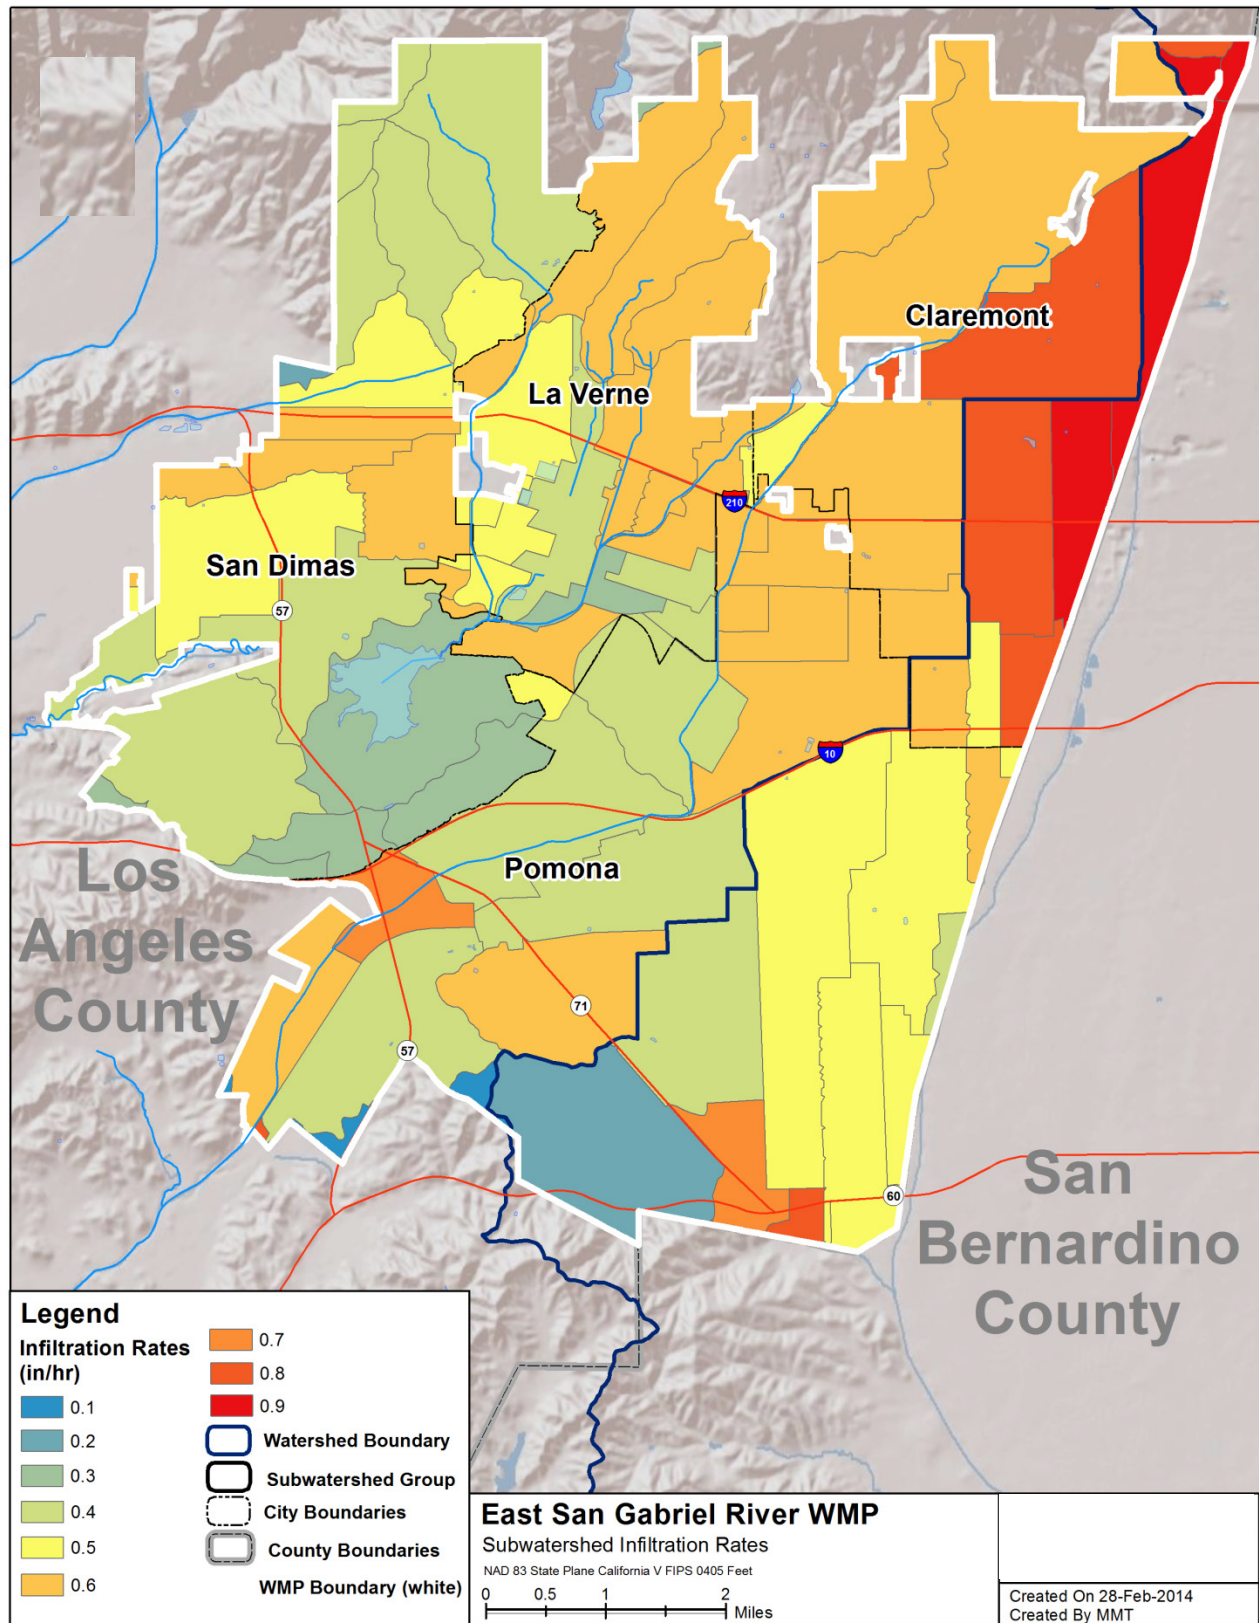 Claremont
La Verne
210
San Dimas
57
10
Pomona
Los
Angeles
County
71
57
60
San
Bernardino
County
Legend
Infiltration Rates
(in/hr)
0.1
0.2
0.3
0.4
0.5
0.6
0.7
0.8
0.9
Watershed Boundary
Subwatershed Group
City Boundaries
County Boundaries
WMP Boundary (white)
East San Gabriel River WMP
Subwatershed Infiltration Rates
NAD 83 State Plane California V FIPS 0405 Feet
0 0.5 1 2
Miles
Created On 28-Feb-2014
Created By MMT